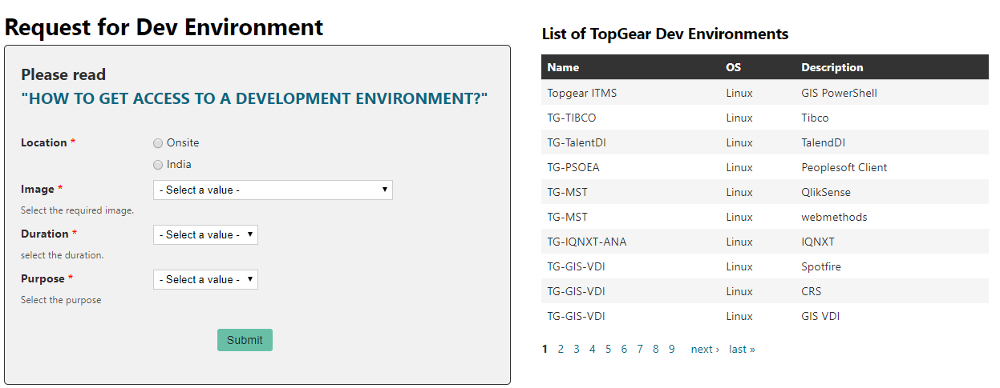 Request for Dev Environment
Please read
"HOW TO GET ACCESS TO A DEVELOPMENT ENVIRONMENT?"
Location *
Onsite
India
Image *
- Select a value -
Select the required image.
Duration *
- Select a value -
select the duration.
Purpose *
- Select a value -
Select the purpose
Submit
List of TopGear Dev Environments
Name OS Description
Topgear ITMS Linux GIS PowerShell
TG-TIBCO Linux Tibco
TG-TalentDI Linux TalendDI
TG-PSOEA Linux Peoplesoft Client
TG-MST Linux QlikSense
TG-MST Linux webmethods
TG-IQNXT-ANA Linux IQNXT
TG-GIS-VDI Linux Spotfire
TG-GIS-VDI Linux CRS
TG-GIS-VDI Linux GIS VDI
1 2 3 4 5 6 7 8 9 next › last »